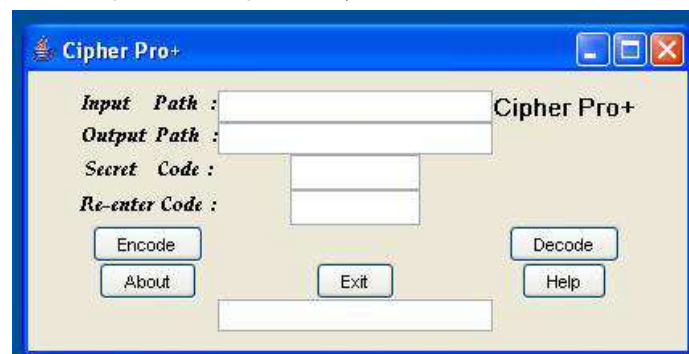 Cipher Pro+
Input Path : Cipher Pro+
Output Path :
Secret Code :
Re-enter Code :
Encode Decode
About Exit Help